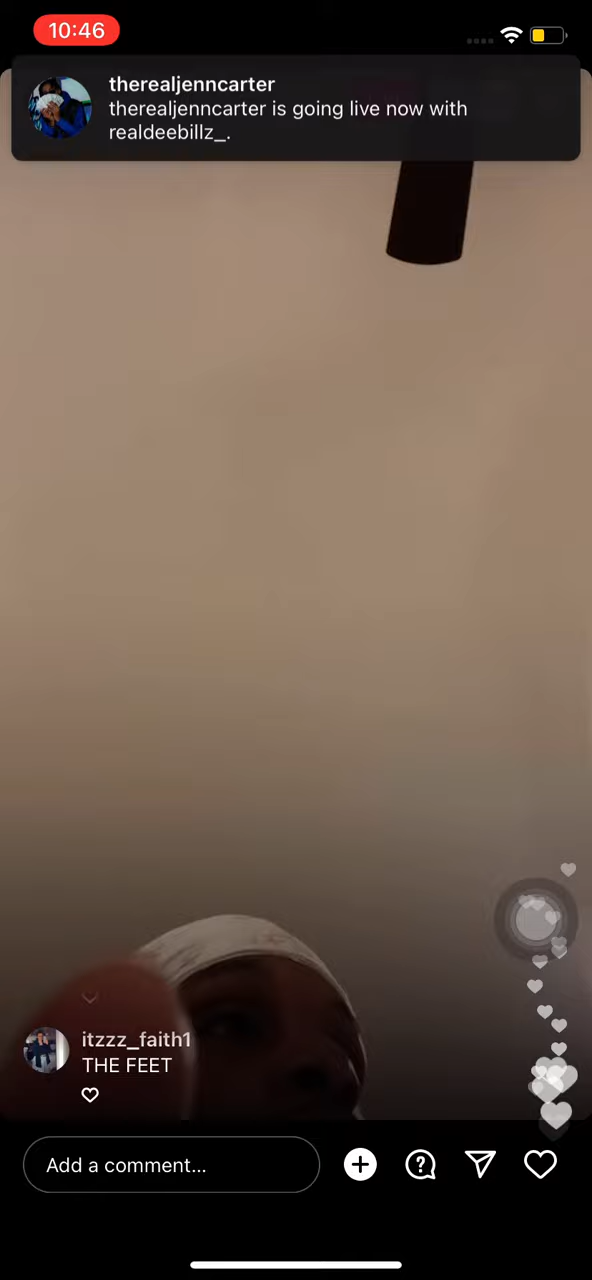 10:46
therealjenncarter
therealjenncarter is going live now with
realdeebillz_.
itzzz_faith1
THE FEET
Add a comment...